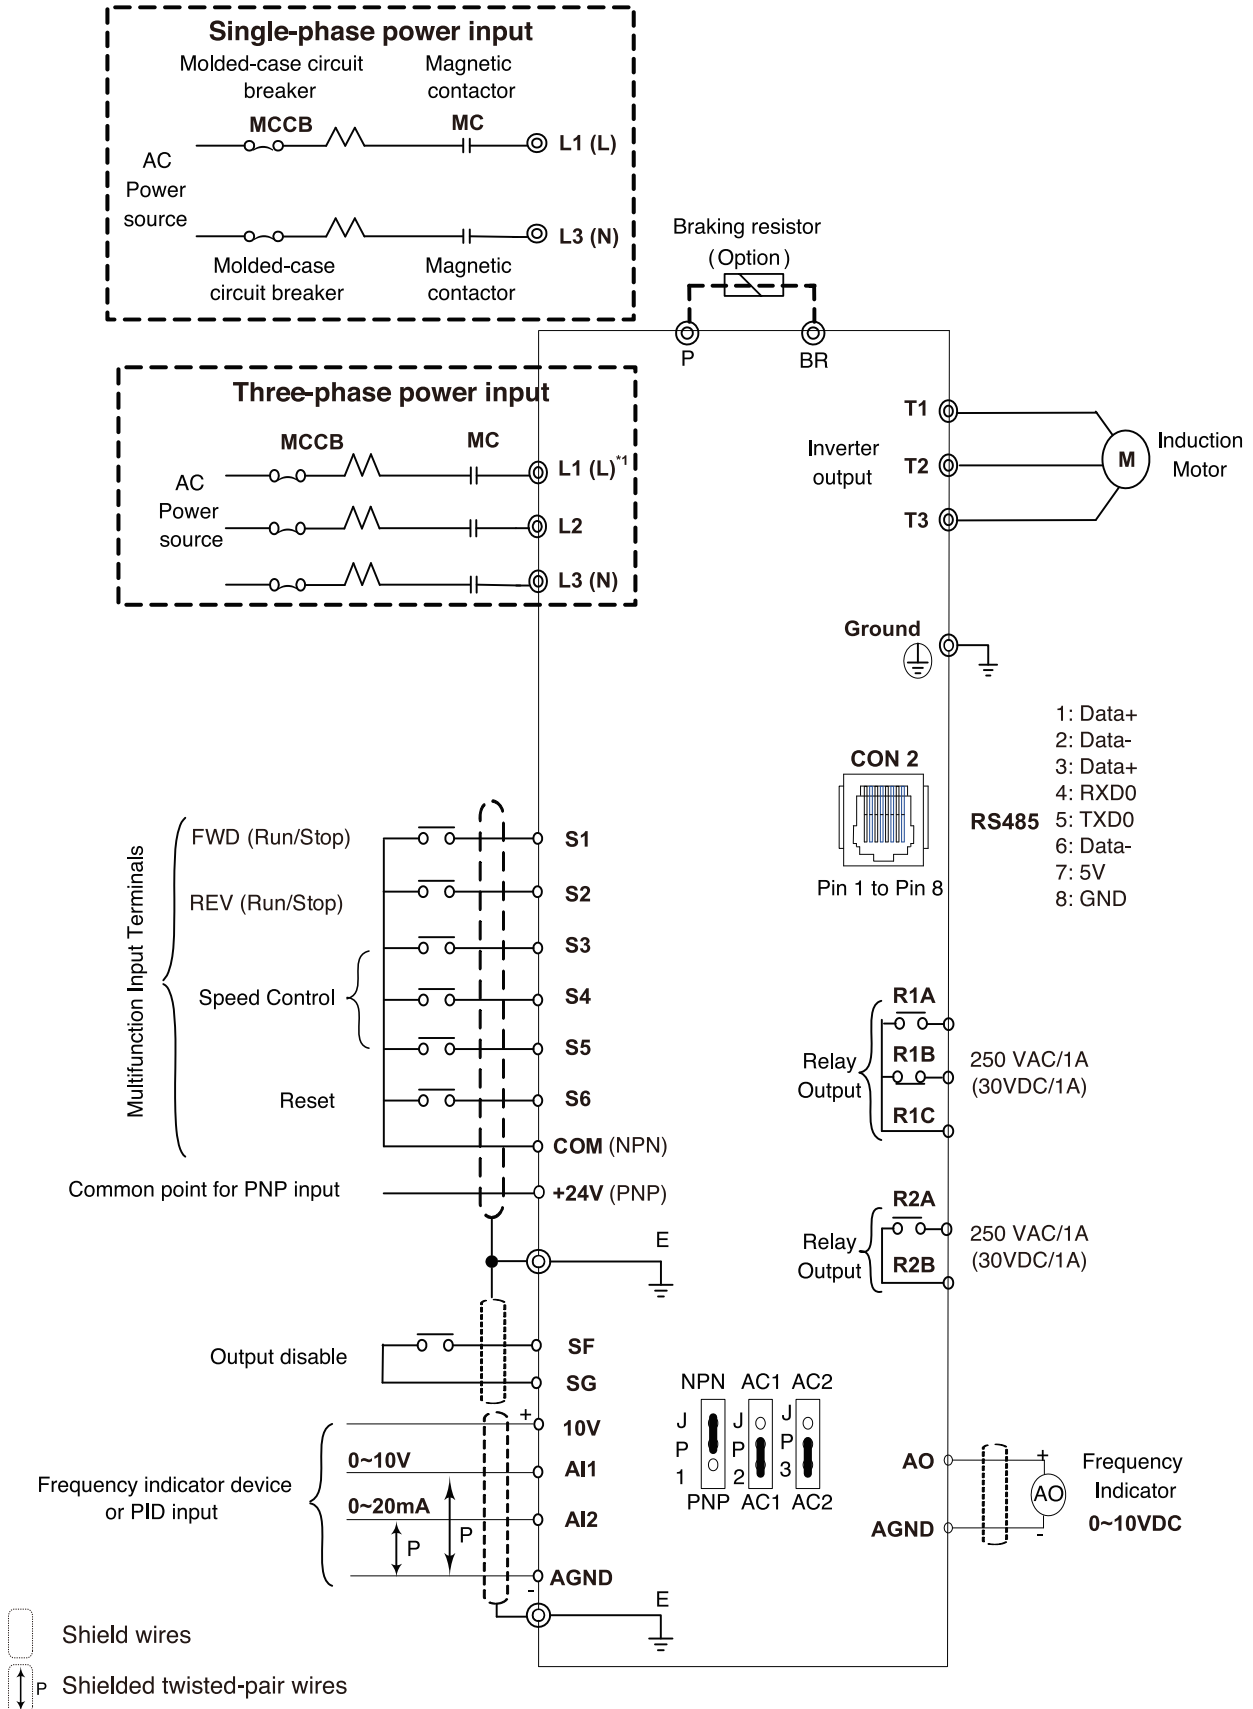 Single-phase power input
Molded-case circuit
breaker
Magnetic
contactor
MCCB
MC
L1 (L)
AC
Power
source
L3 (N)
Molded-case
circuit breaker
Magnetic
contactor
Braking resistor
(Option)
P
BR
Three-phase power input
MCCB
MC
L1 (L)*1
AC
Power
source
L2
L3 (N)
T1
Inverter
output
T2
T3
M
Induction
Motor
Ground
CON 2
Pin 1 to Pin 8
RS485
1: Data+
2: Data-
3: Data+
4: RXD0
5: TXD0
6: Data-
7: 5V
8: GND
Multifunction Input Terminals
FWD (Run/Stop)
S1
REV (Run/Stop)
S2
S3
Speed Control
S4
S5
Reset
S6
COM (NPN)
Common point for PNP input
+24V (PNP)
E
R1A
Relay
Output
R1B
R1C
250 VAC/1A
(30VDC/1A)
R2A
Relay
Output
R2B
250 VAC/1A
(30VDC/1A)
Output disable
SF
SG
+
10V
0~10V
AI1
Frequency indicator device
or PID input
0~20mA
AI2
P
P
AGND
-
E
NPN AC1 AC2
J J J
P P P
1 2 3
PNP AC1 AC2
AO
AGND
+
AO
-
Frequency
Indicator
0~10VDC
Shield wires
P Shielded twisted-pair wires